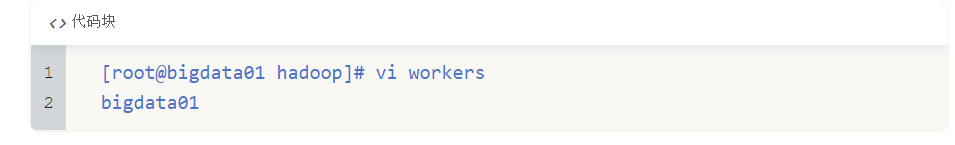 <> 代码块
1 [root@bigdata01 hadoop]# vi workers
2 bigdata01